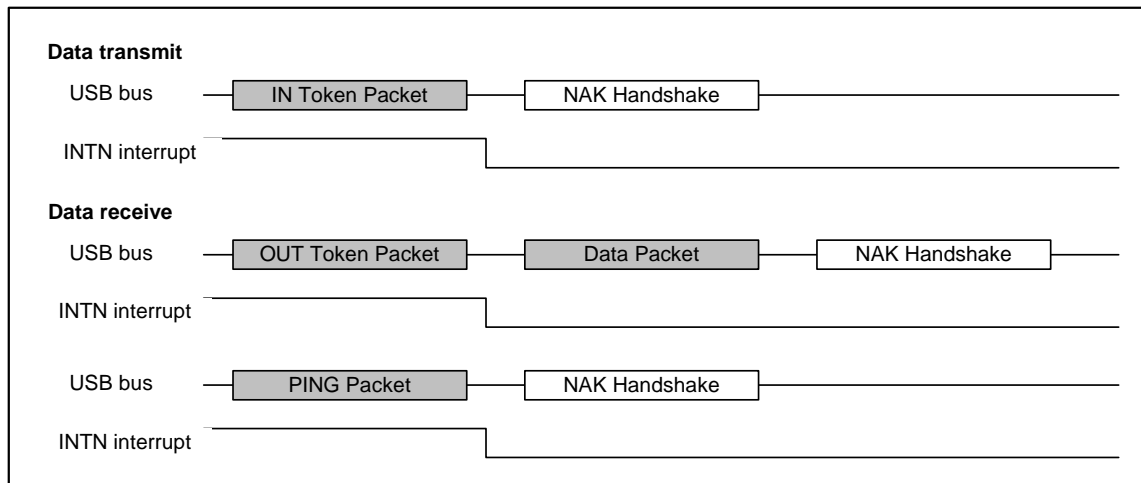 Data transmit
USB bus
IN Token Packet
NAK Handshake
INTN interrupt
Data receive
USB bus
OUT Token Packet
Data Packet
NAK Handshake
INTN interrupt
USB bus
PING Packet
NAK Handshake
INTN interrupt